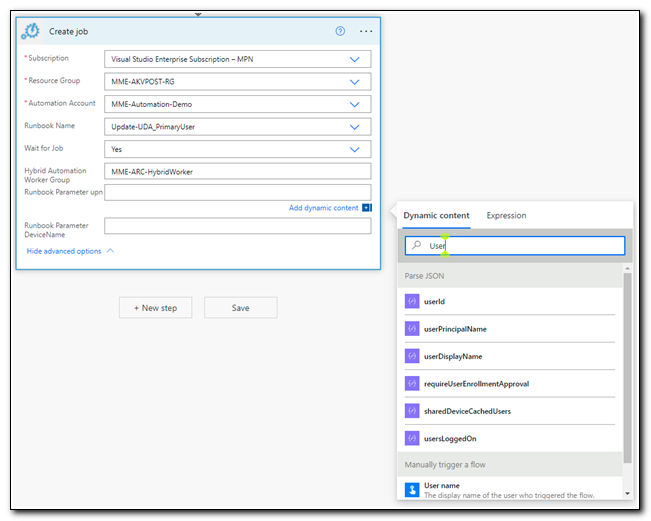 Create job
* Subscription
Visual Studio Enterprise Subscription – MPN
* Resource Group
MME-AKVPOST-RG
* Automation Account
MME-Automation-Demo
Runbook Name
Update-UDA_PrimaryUser
Wait for Job
Yes
Hybrid Automation
Worker Group
MME-ARC-HybridWorker
Runbook Parameter upn
Add dynamic content
Runbook Parameter
DeviceName
Hide advanced options
+ New step
Save
Dynamic content
Expression
User
Parse JSON
userId
userPrincipalName
userDisplayName
requireUserEnrollmentApproval
sharedDeviceCachedUsers
usersLoggedOn
Manually trigger a flow
User name
The display name of the user who triggered the flow.